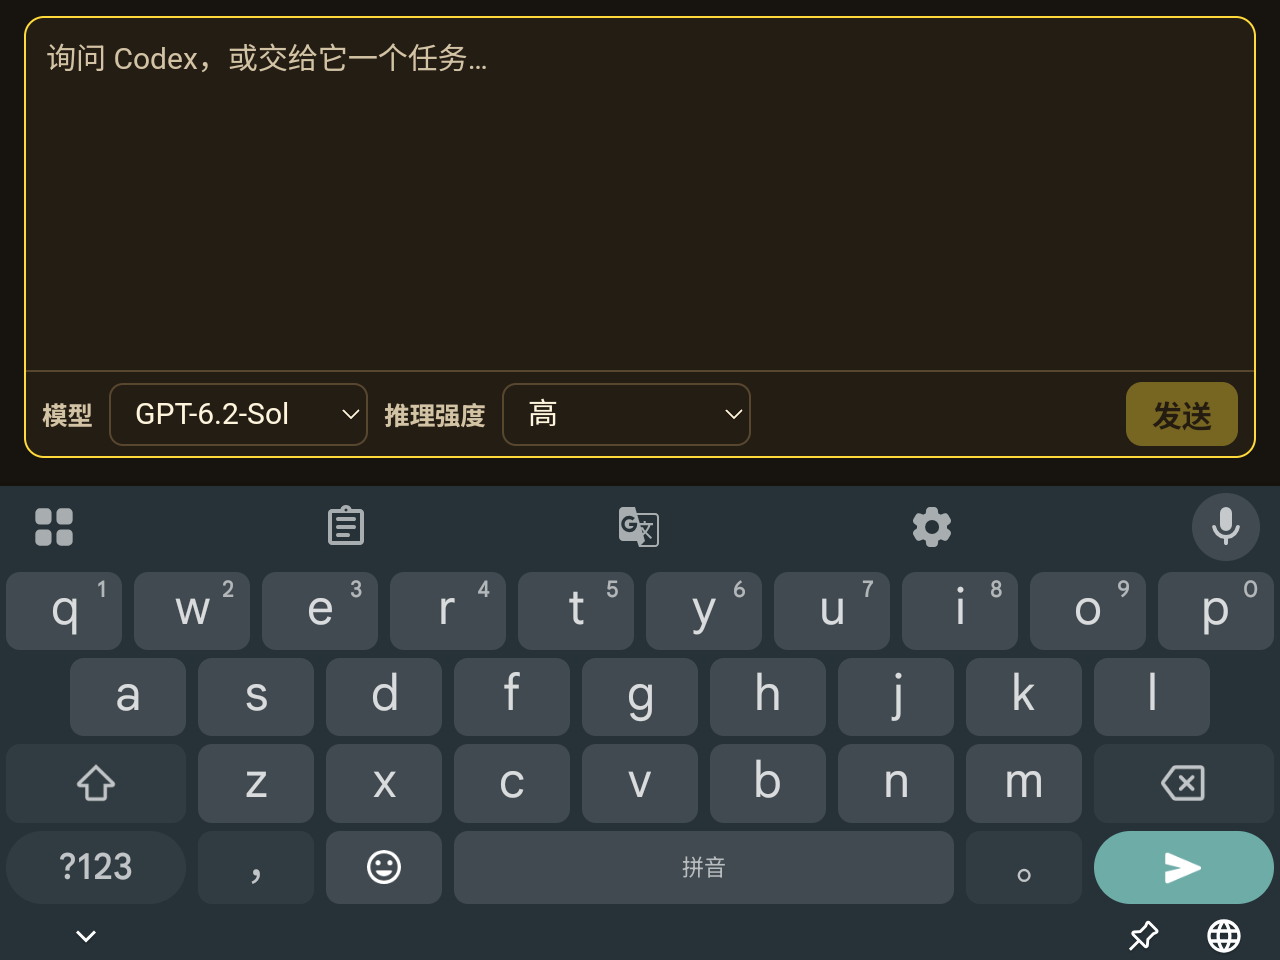 询问 Codex，或交给它一个任务...
模型 GPT-6.2-Sol 推理强度 高 发送
q 1 w 2 e 3 r 4 t 5 y 6 u 7 i 8 o 9 p 0
a s d f g h j k l
z x c v b n m
?123 ， 拼音 。